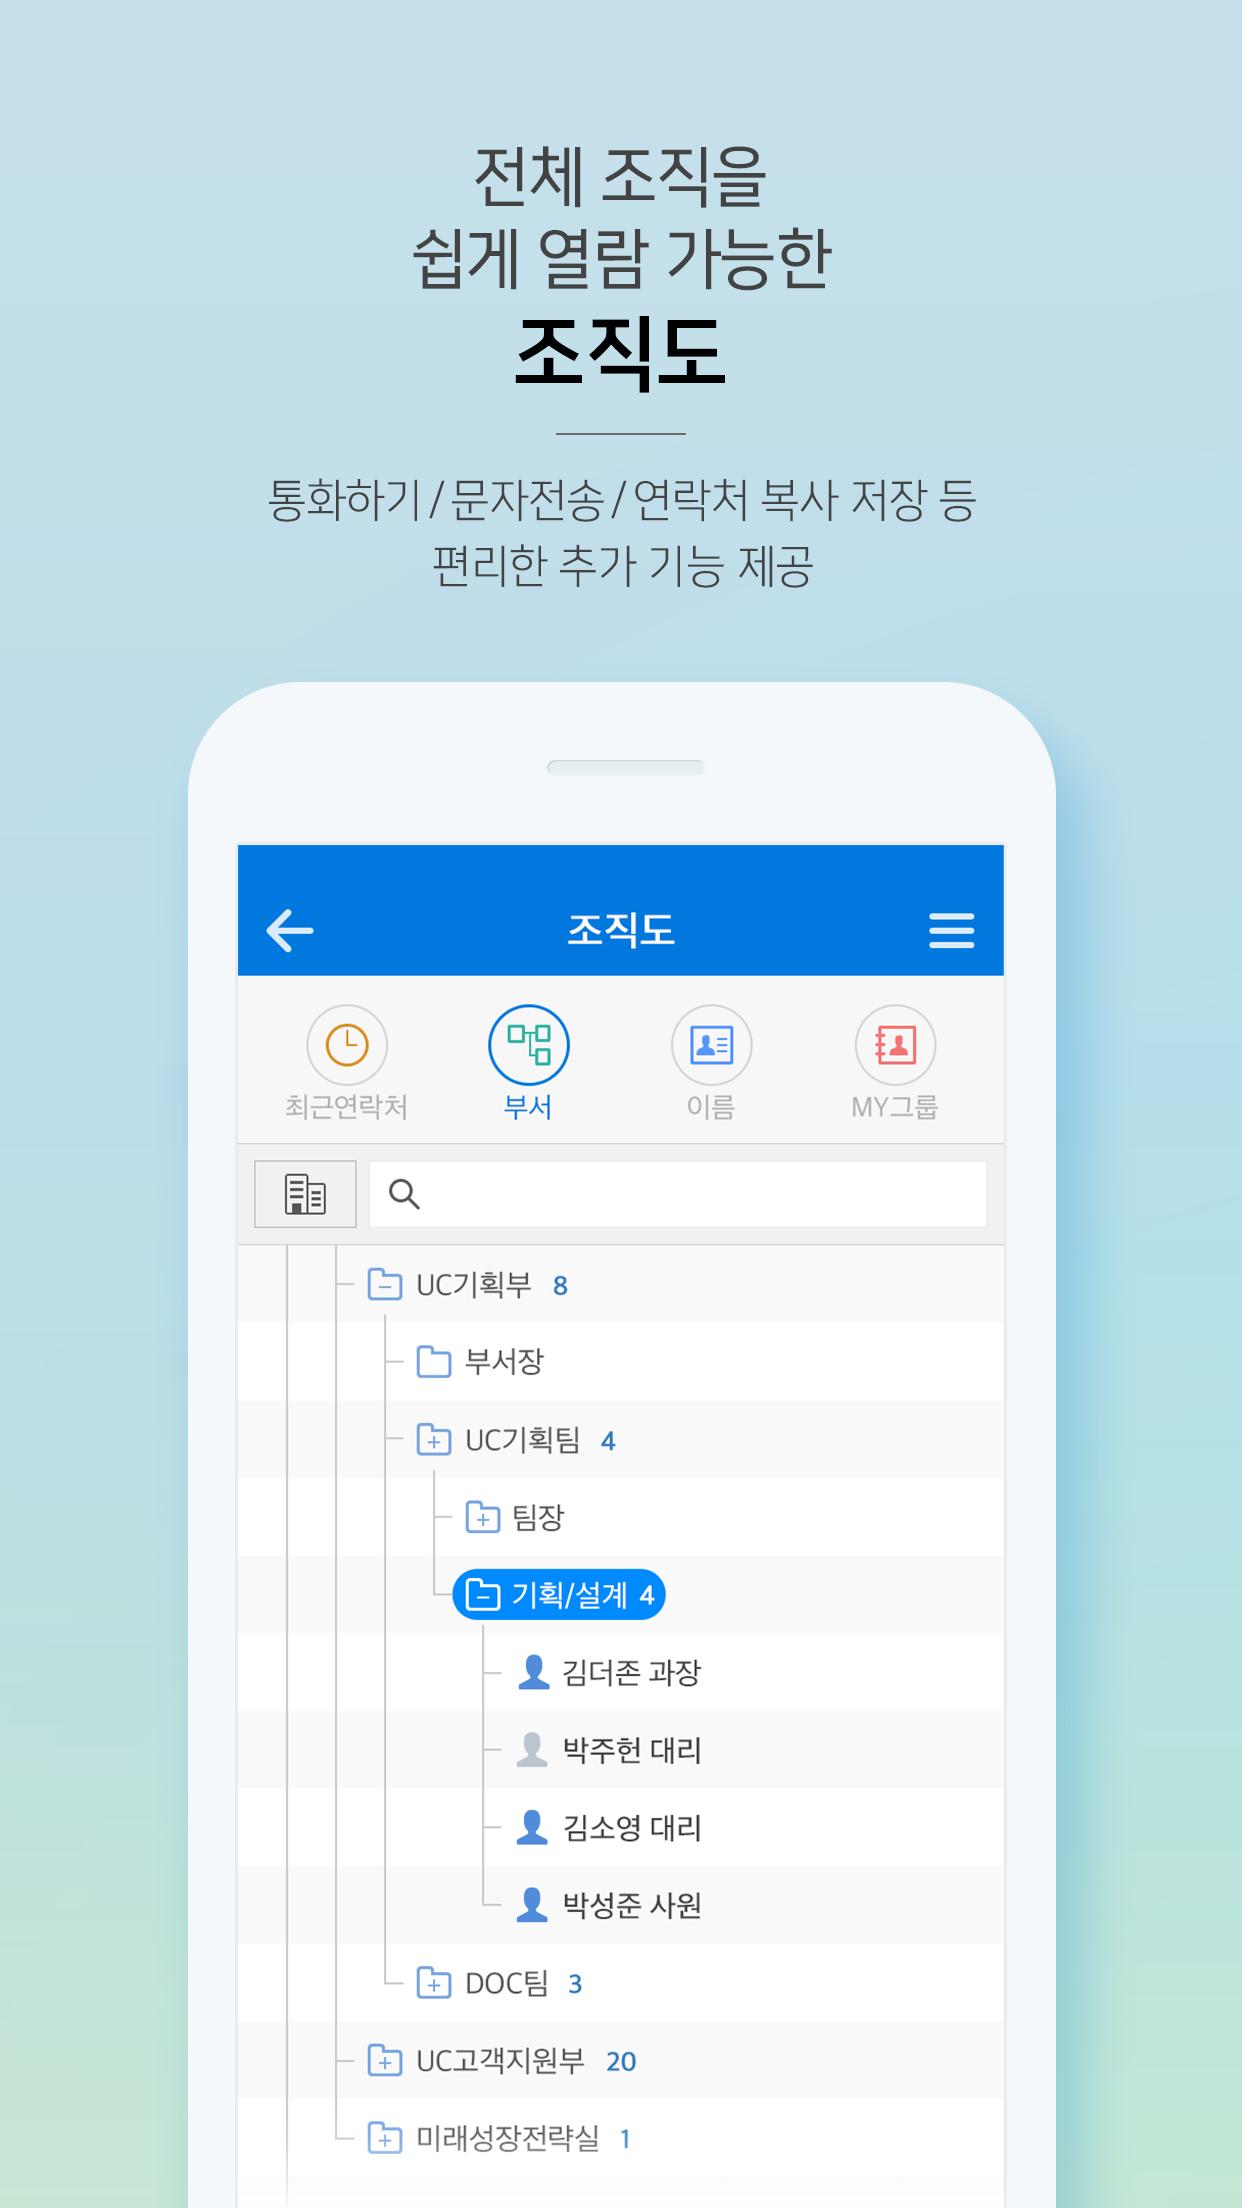 전체 조직을
쉽게 열람 가능한
조직도
통화하기/문자전송/연락처 복사 저장 등
편리한 추가 기능 제공
조직도
최근연락처 부서 이름 MY그룹
UC기획부 8
부서장
UC기획팀 4
팀장
기획/설계 4
김더존 과장
박주헌 대리
김소영 대리
박성준 사원
DOC팀 3
UC고객지원부 20
미래성장전략실 1